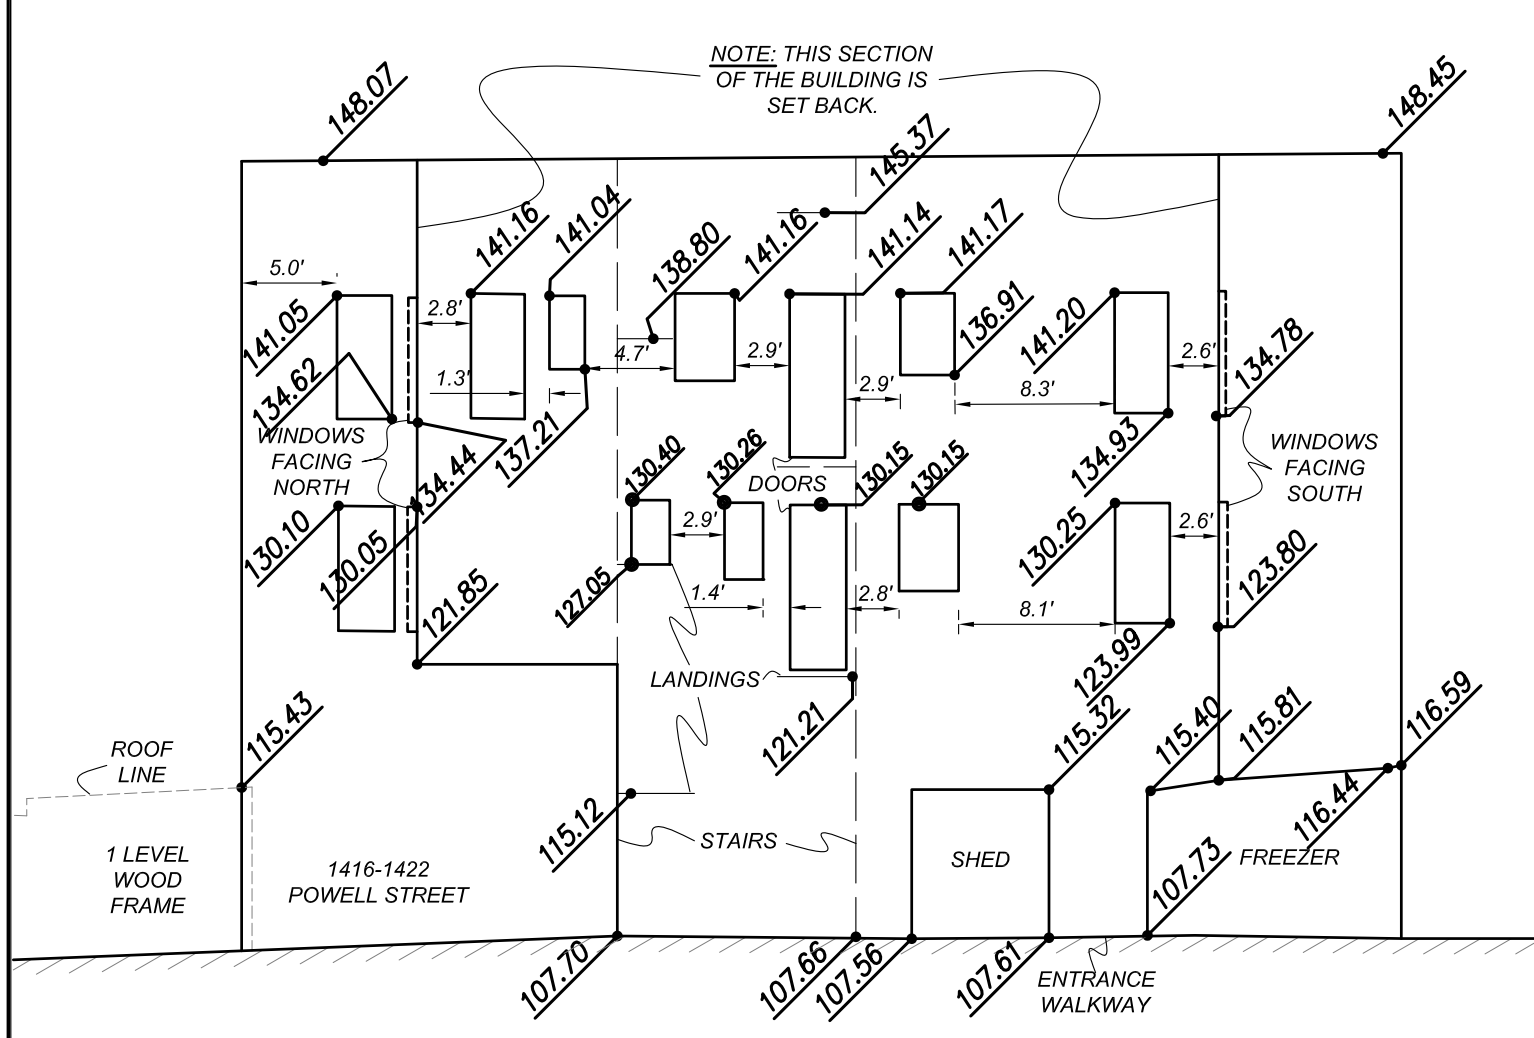 NOTE: THIS SECTION
OF THE BUILDING IS
SET BACK.
148.07
148.45
145.37
141.16
141.04
138.80
141.16
141.14
141.17
5.0'
141.05
2.8'
134.62
1.3'
4.7'
137.21
2.9'
2.9'
136.91
8.3'
141.20
2.6'
134.78
134.93
WINDOWS
FACING
NORTH
134.44
130.40
130.26
DOORS
130.15
130.15
WINDOWS
FACING
SOUTH
130.10
130.05
2.9'
127.05
1.4'
2.8'
130.25
2.6'
8.1'
123.80
121.85
123.99
LANDINGS
121.21
115.43
115.32
115.40
115.81
116.59
ROOF
LINE
115.12
STAIRS
116.44
1 LEVEL
WOOD
FRAME
1416-1422
POWELL STREET
SHED
107.73
FREEZER
107.70
107.66
107.56
107.61
ENTRANCE
WALKWAY